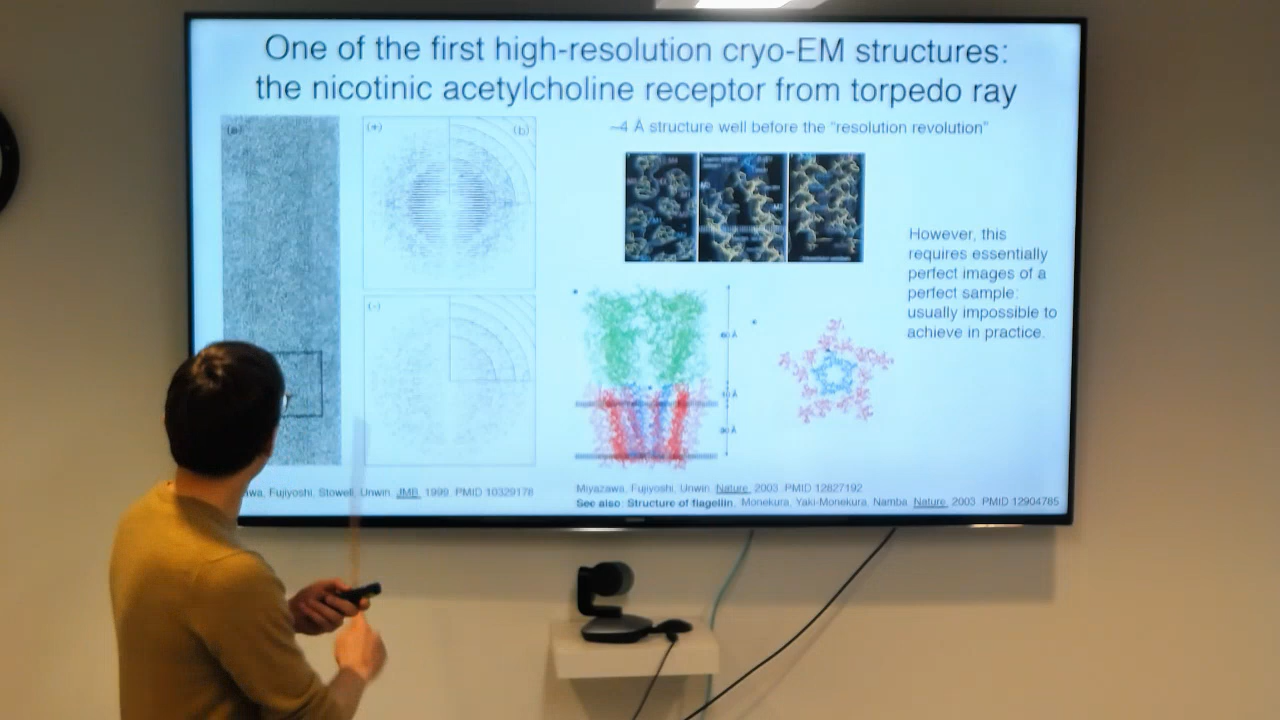 One of the first high-resolution cryo-EM structures:
the nicotinic acetylcholine receptor from torpedo ray
(a)
(+)
(b)
~4 Å structure well before the "resolution revolution"
However, this
requires essentially
perfect images of a
perfect sample:
usually impossible to
achieve in practice.
(-)
Fujiyoshi, Stowell, Unwin. JMB. 1999. PMID 10329178
Miyazawa, Fujiyoshi, Unwin. Nature. 2003. PMID 12827192
See also: Structure of flagellin. Monekura, Yaki-Monekura, Namba. Nature. 2003. PMID 12904785